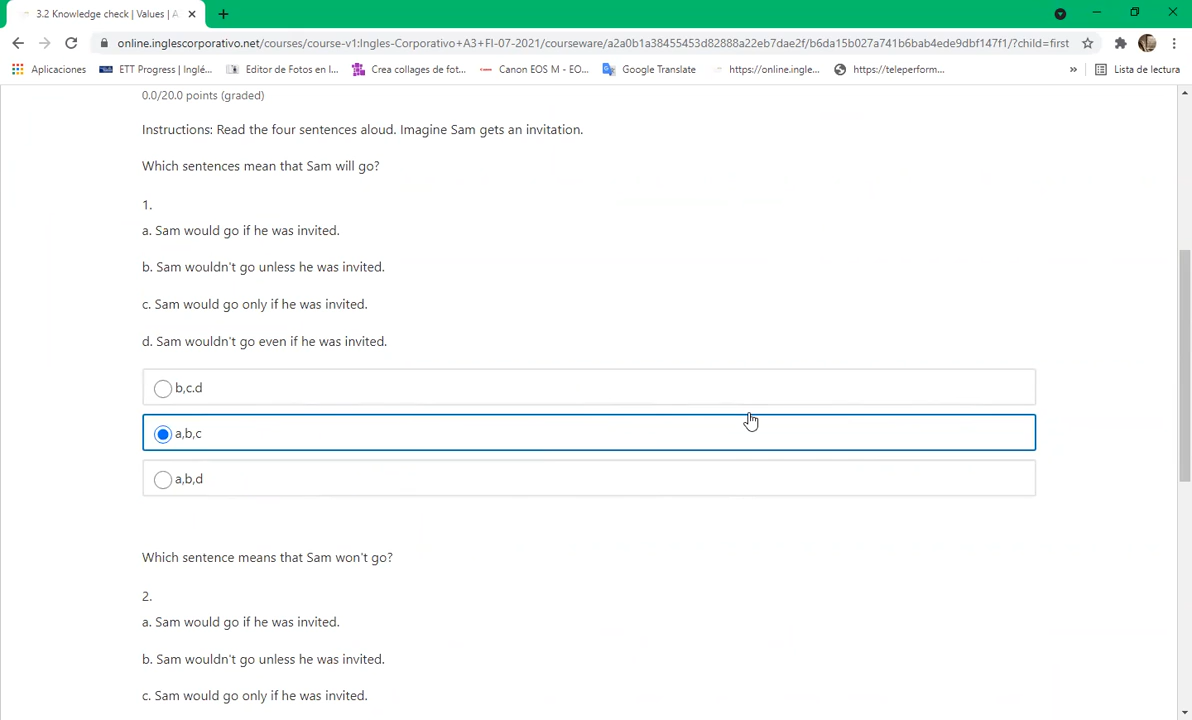 3.2 Knowledge check | Values | A
online.inglescorporativo.net/courses/course-v1:Ingles-Corporativo+A3+FI-07-2021/courseware/a2a0b1a38455453d82888a22eb7dae2f/b6da15b027a741b6bab4ede9dbf147f1/?child=first
Aplicaciones ETT Progress | Inglé... Editor de Fotos en l... Crea collages de fot... Canon EOS M - EO... Google Translate https://online.ingle... https://teleperform... » Lista de lectura
0.0/20.0 points (graded)
Instructions: Read the four sentences aloud. Imagine Sam gets an invitation.
Which sentences mean that Sam will go?
1.
a. Sam would go if he was invited.
b. Sam wouldn't go unless he was invited.
c. Sam would go only if he was invited.
d. Sam wouldn't go even if he was invited.
b,c.d
a,b,c
a,b,d
Which sentence means that Sam won't go?
2.
a. Sam would go if he was invited.
b. Sam wouldn't go unless he was invited.
c. Sam would go only if he was invited.